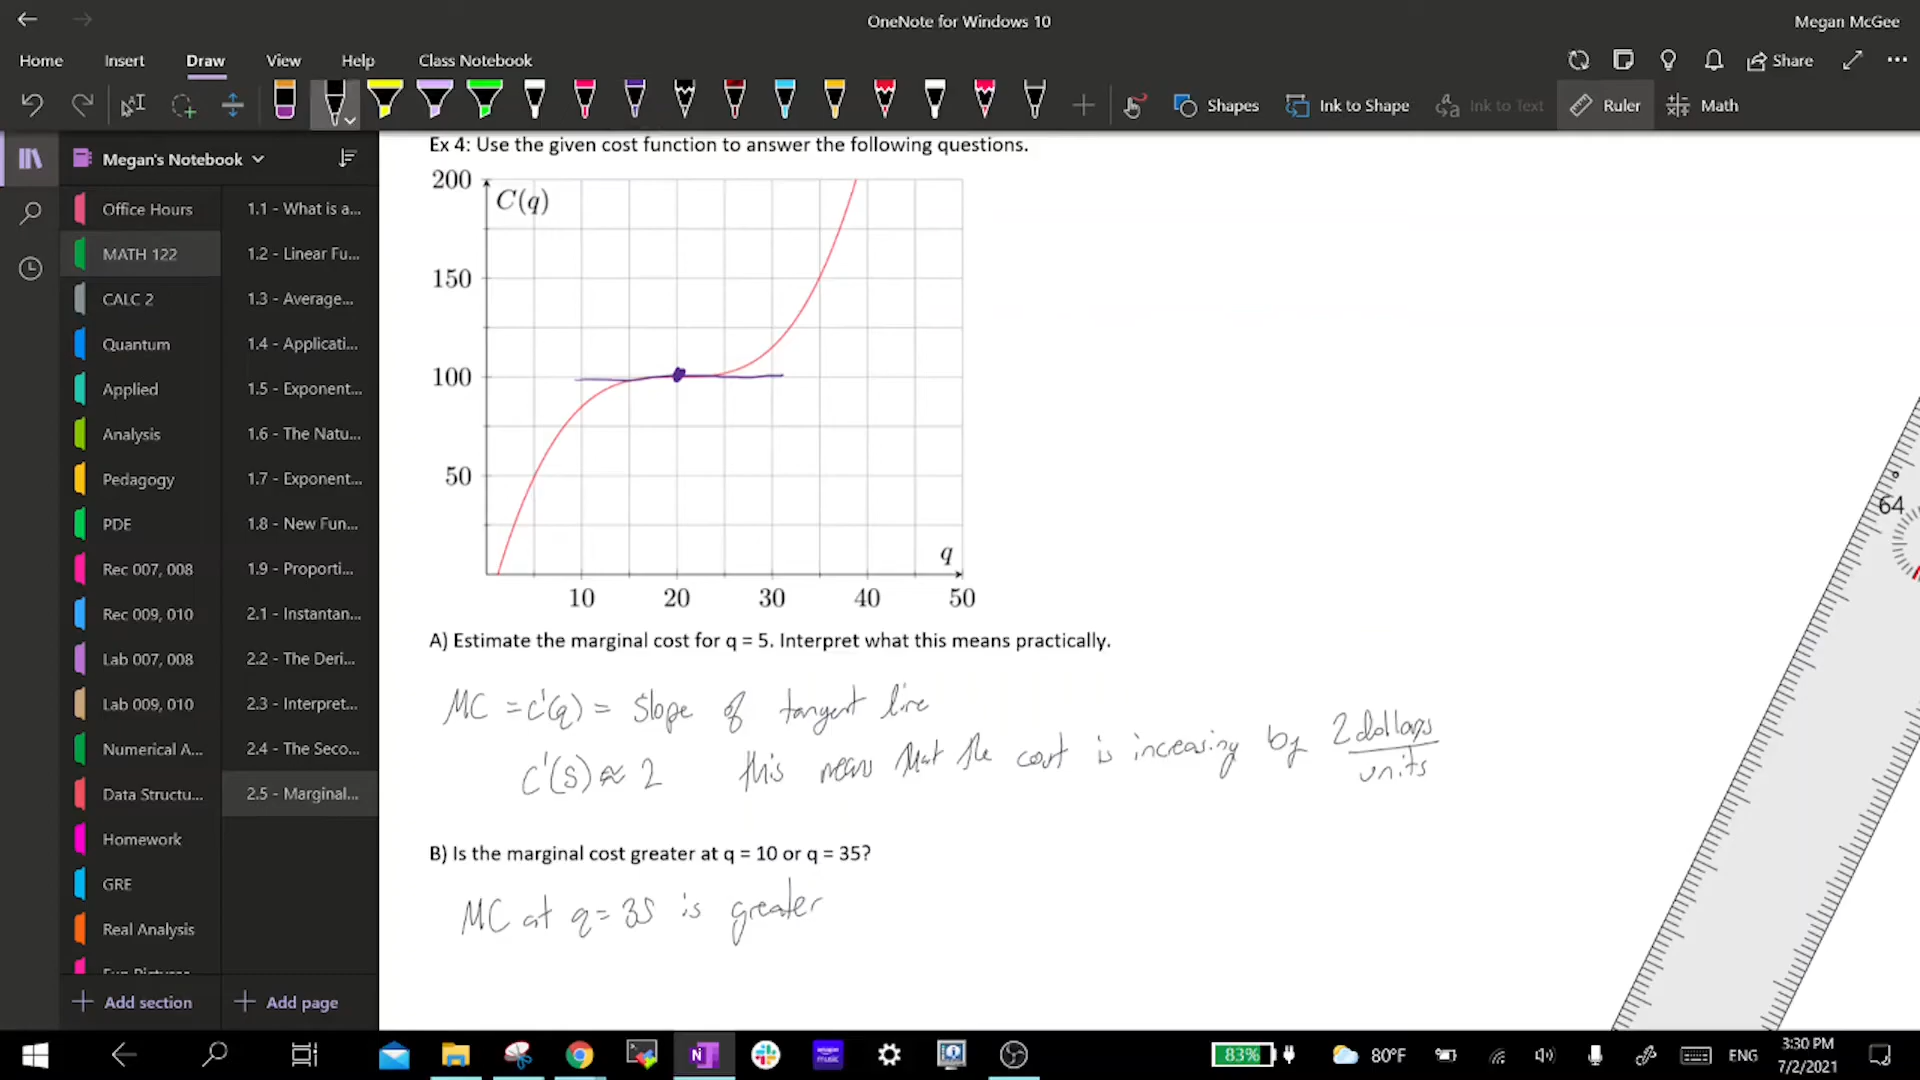 OneNote for Windows 10
Megan McGee
Home
Insert
Draw
View
Help
Class Notebook
Share
Shapes
Ink to Shape
Ink to Text
Ruler
Math
Megan's Notebook
Office Hours
MATH 122
CALC 2
Quantum
Applied
Analysis
Pedagogy
PDE
Rec 007, 008
Rec 009, 010
Lab 007, 008
Lab 009, 010
Numerical A...
Data Structu...
Homework
GRE
Real Analysis
Add section
1.1 - What is a...
1.2 - Linear Fu...
1.3 - Average...
1.4 - Applicati...
1.5 - Exponent...
1.6 - The Natu...
1.7 - Exponent...
1.8 - New Fun...
1.9 - Proporti...
2.1 - Instantan...
2.2 - The Deri...
2.3 - Interpret...
2.4 - The Seco...
2.5 - Marginal...
Add page
Ex 4: Use the given cost function to answer the following questions.
200
C(q)
150
100
50
q
10 20 30 40 50
64°
A) Estimate the marginal cost for q = 5. Interpret what this means practically.
MC = C'(q) = slope of tangent line
C'(5) ≈ 2 this means that the cost is increasing by 2 dollars
units
B) Is the marginal cost greater at q = 10 or q = 35?
MC at q = 35 is greater
83%
80°F
ENG
3:30 PM
7/2/2021